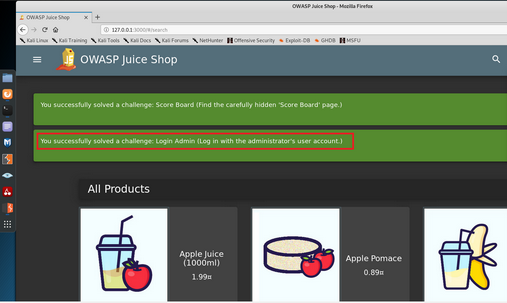 OWASP Juice Shop - Mozilla Firefox
OWASP Juice Shop
127.0.0.1:3000/#/search
Kali Linux Kali Training Kali Tools Kali Docs Kali Forums NetHunter Offensive Security Exploit-DB GHDB MSFU
OWASP Juice Shop
You successfully solved a challenge: Score Board (Find the carefully hidden 'Score Board' page.)
You successfully solved a challenge: Login Admin (Log in with the administrator's user account.)
All Products
Apple Juice
(1000ml)
1.99¤
Apple Pomace
0.89¤